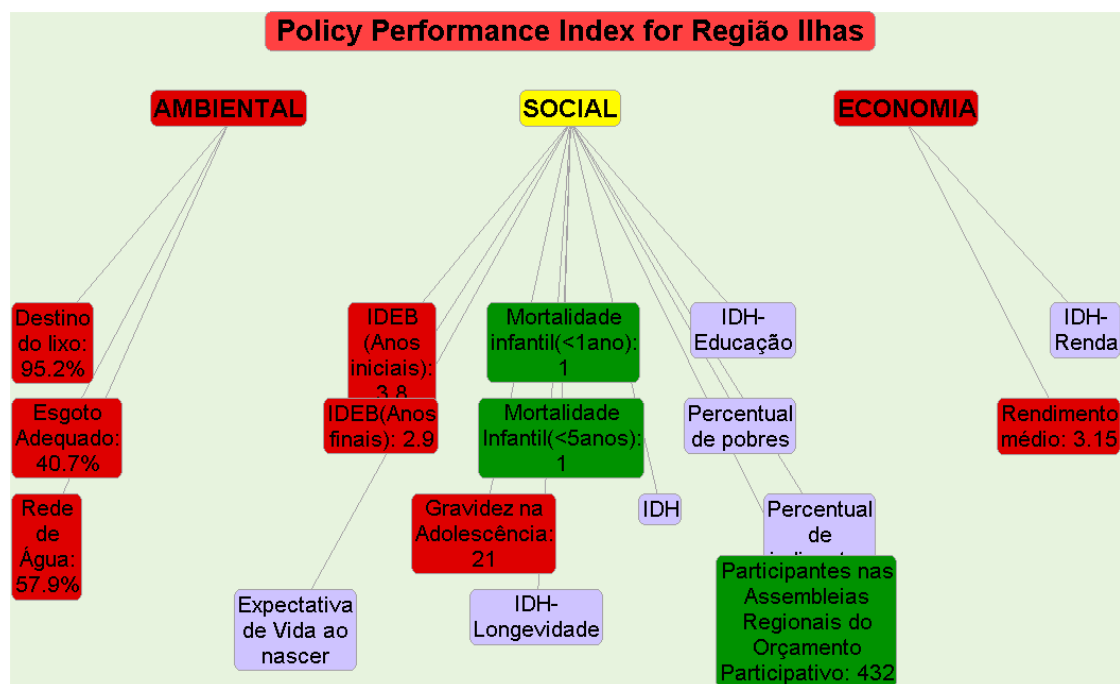 Policy Performance Index for Região Ilhas
AMBIENTAL
SOCIAL
ECONOMIA
Destino
do lixo:
95.2%
IDEB
(Anos
iniciais):
3.8
Mortalidade
infantil(<1ano):
1
IDH-
Educação
IDH-
Renda
Esgoto
Adequado:
40.7%
IDEB(Anos
finais): 2.9
Mortalidade
Infantil(<5anos):
1
Percentual
de pobres
Rendimento
médio: 3.15
Rede
de
Água:
57.9%
Gravidez na
Adolescência:
21
IDH
Percentual
de
Participantes nas
Assembleias
Regionais do
Orçamento
Participativo: 432
Expectativa
de Vida ao
nascer
IDH-
Longevidade